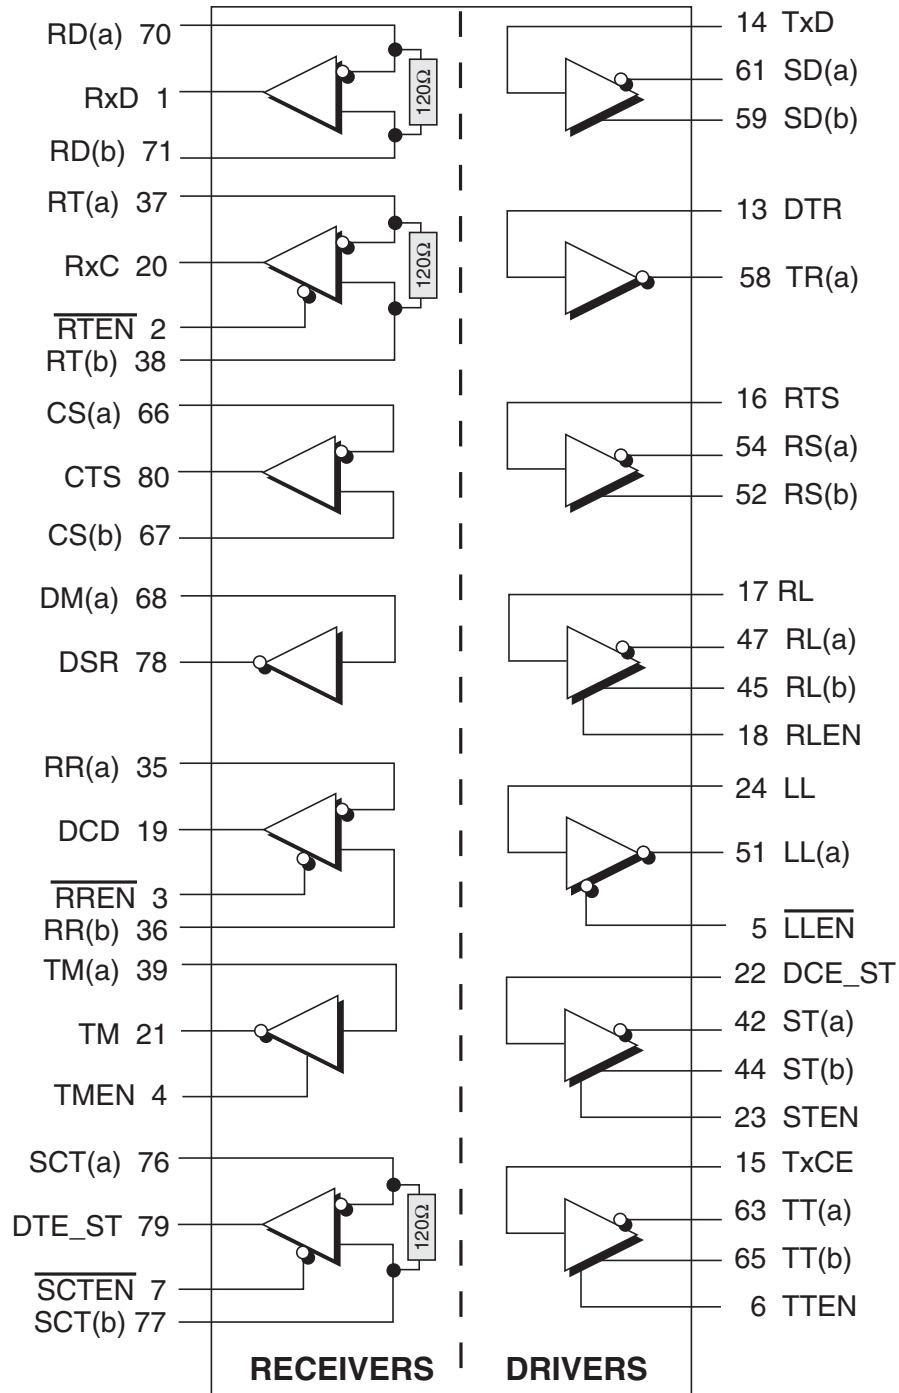 RD(a) 70
RxD 1
RD(b) 71
120Ω
RT(a) 37
RxC 20
RTEN 2
RT(b) 38
120Ω
CS(a) 66
CTS 80
CS(b) 67
DM(a) 68
DSR 78
RR(a) 35
DCD 19
RREN 3
RR(b) 36
TM(a) 39
TM 21
TMEN 4
SCT(a) 76
DTE_ST 79
SCTEN 7
SCT(b) 77
120Ω
RECEIVERS
14 TxD
61 SD(a)
59 SD(b)
13 DTR
58 TR(a)
16 RTS
54 RS(a)
52 RS(b)
17 RL
47 RL(a)
45 RL(b)
18 RLEN
24 LL
51 LL(a)
5 LLEN
22 DCE_ST
42 ST(a)
44 ST(b)
23 STEN
15 TxCE
63 TT(a)
65 TT(b)
6 TTEN
DRIVERS